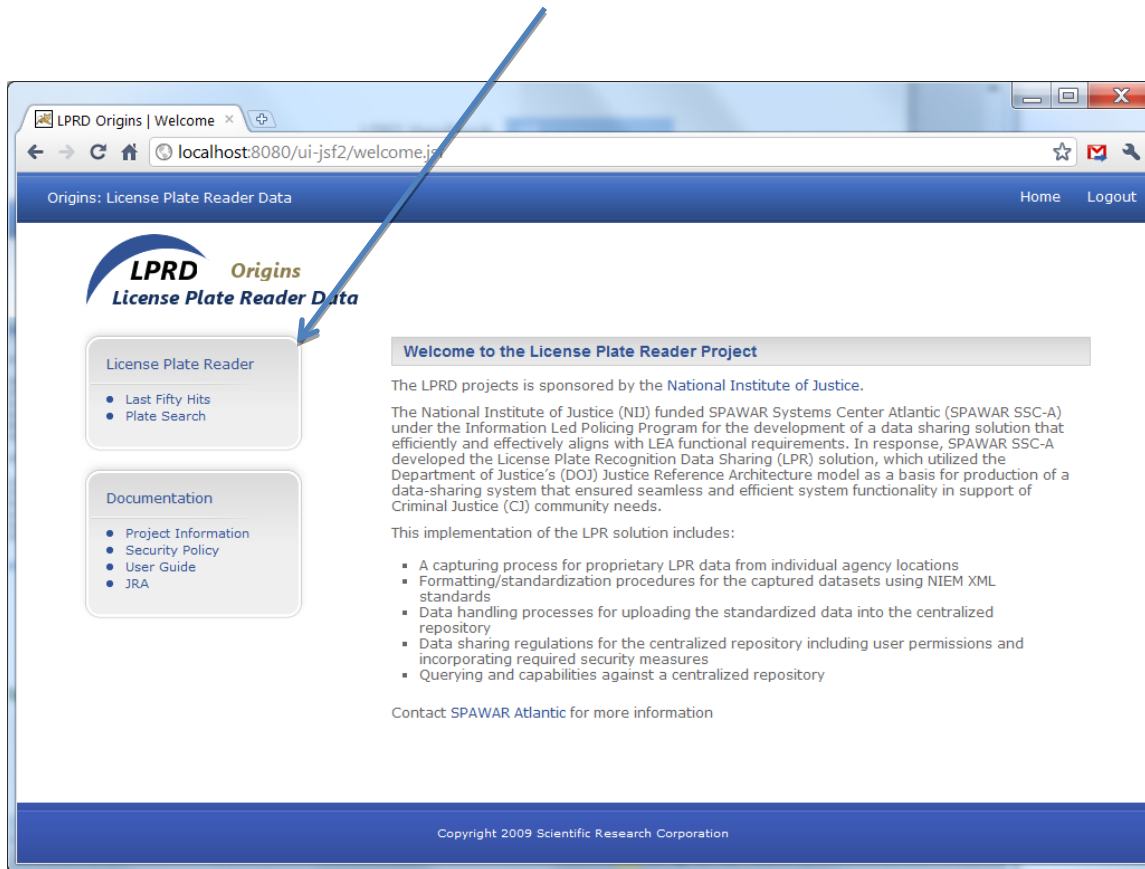 LPRD Origins | Welcome
localhost:8080/ui-jsf2/welcome.jsf
Origins: License Plate Reader Data
Home Logout
LPRD Origins
License Plate Reader Data
License Plate Reader
Last Fifty Hits
Plate Search
Documentation
Project Information
Security Policy
User Guide
JRA
Welcome to the License Plate Reader Project
The LPRD projects is sponsored by the National Institute of Justice.
The National Institute of Justice (NIJ) funded SPAWAR Systems Center Atlantic (SPAWAR SSC-A)
under the Information Led Policing Program for the development of a data sharing solution that
efficiently and effectively aligns with LEA functional requirements. In response, SPAWAR SSC-A
developed the License Plate Recognition Data Sharing (LPR) solution, which utilized the
Department of Justice's (DOJ) Justice Reference Architecture model as a basis for production of a
data-sharing system that ensured seamless and efficient system functionality in support of
Criminal Justice (CJ) community needs.
This implementation of the LPR solution includes:
A capturing process for proprietary LPR data from individual agency locations
Formatting/standardization procedures for the captured datasets using NIEM XML
standards
Data handling processes for uploading the standardized data into the centralized
repository
Data sharing regulations for the centralized repository including user permissions and
incorporating required security measures
Querying and capabilities against a centralized repository
Contact SPAWAR Atlantic for more information
Copyright 2009 Scientific Research Corporation